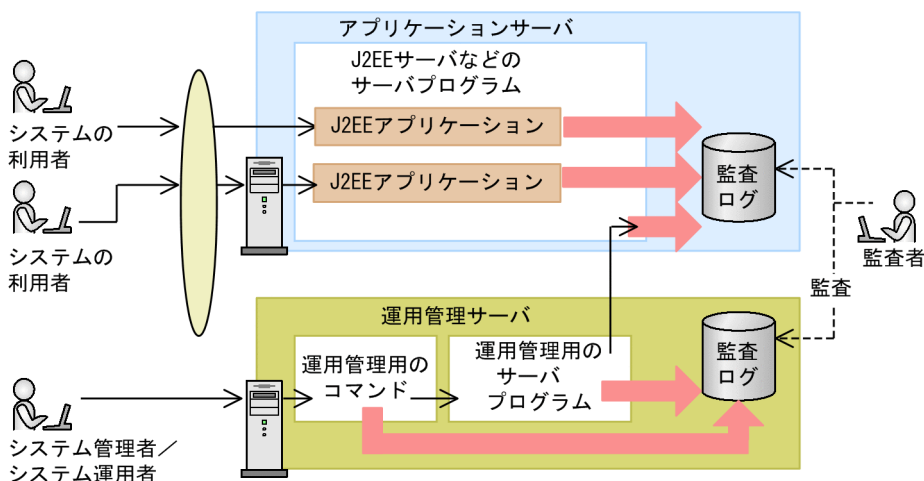 アプリケーションサーバ
J2EEサーバなどの
サーバプログラム
システムの
利用者
J2EEアプリケーション
J2EEアプリケーション
監査
ログ
システムの
利用者
監査者
監査
運用管理サーバ
運用管理用の
コマンド
運用管理用の
サーバ
プログラム
監査
ログ
システム管理者／
システム運用者